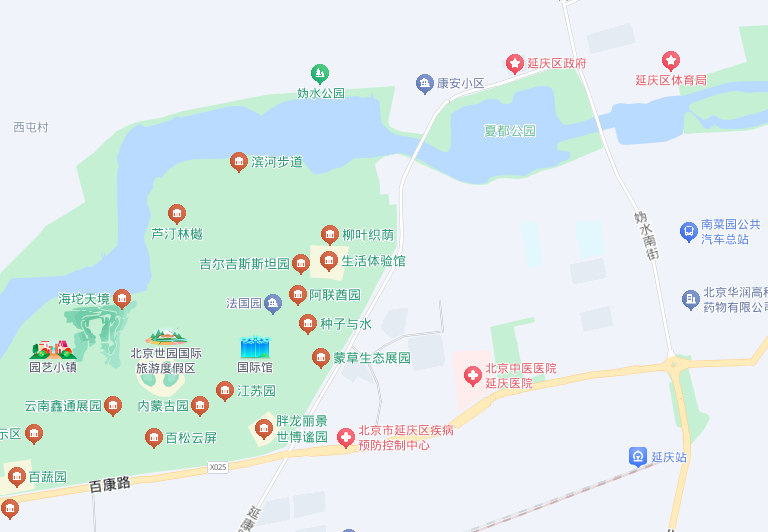 延庆区政府
延庆区体育局
康安小区
妫水公园
夏都公园
西屯村
滨河步道
芦汀林樾
柳叶织荫
妫水南街
南菜园公共
汽车总站
吉尔吉斯斯坦园
生活体验馆
海坨天境
法国园
阿联酋园
北京华润高科
药物有限公司
种子与水
园艺小镇
北京世园国际
旅游度假区
国际馆
蒙草生态展园
北京中医医院
延庆医院
江苏园
云南鑫通展园
内蒙古园
示区
百松云屏
胖龙丽景
世博谧园
北京市延庆区疾病
预防控制中心
延庆站
百蔬园
X025
百康路
延康